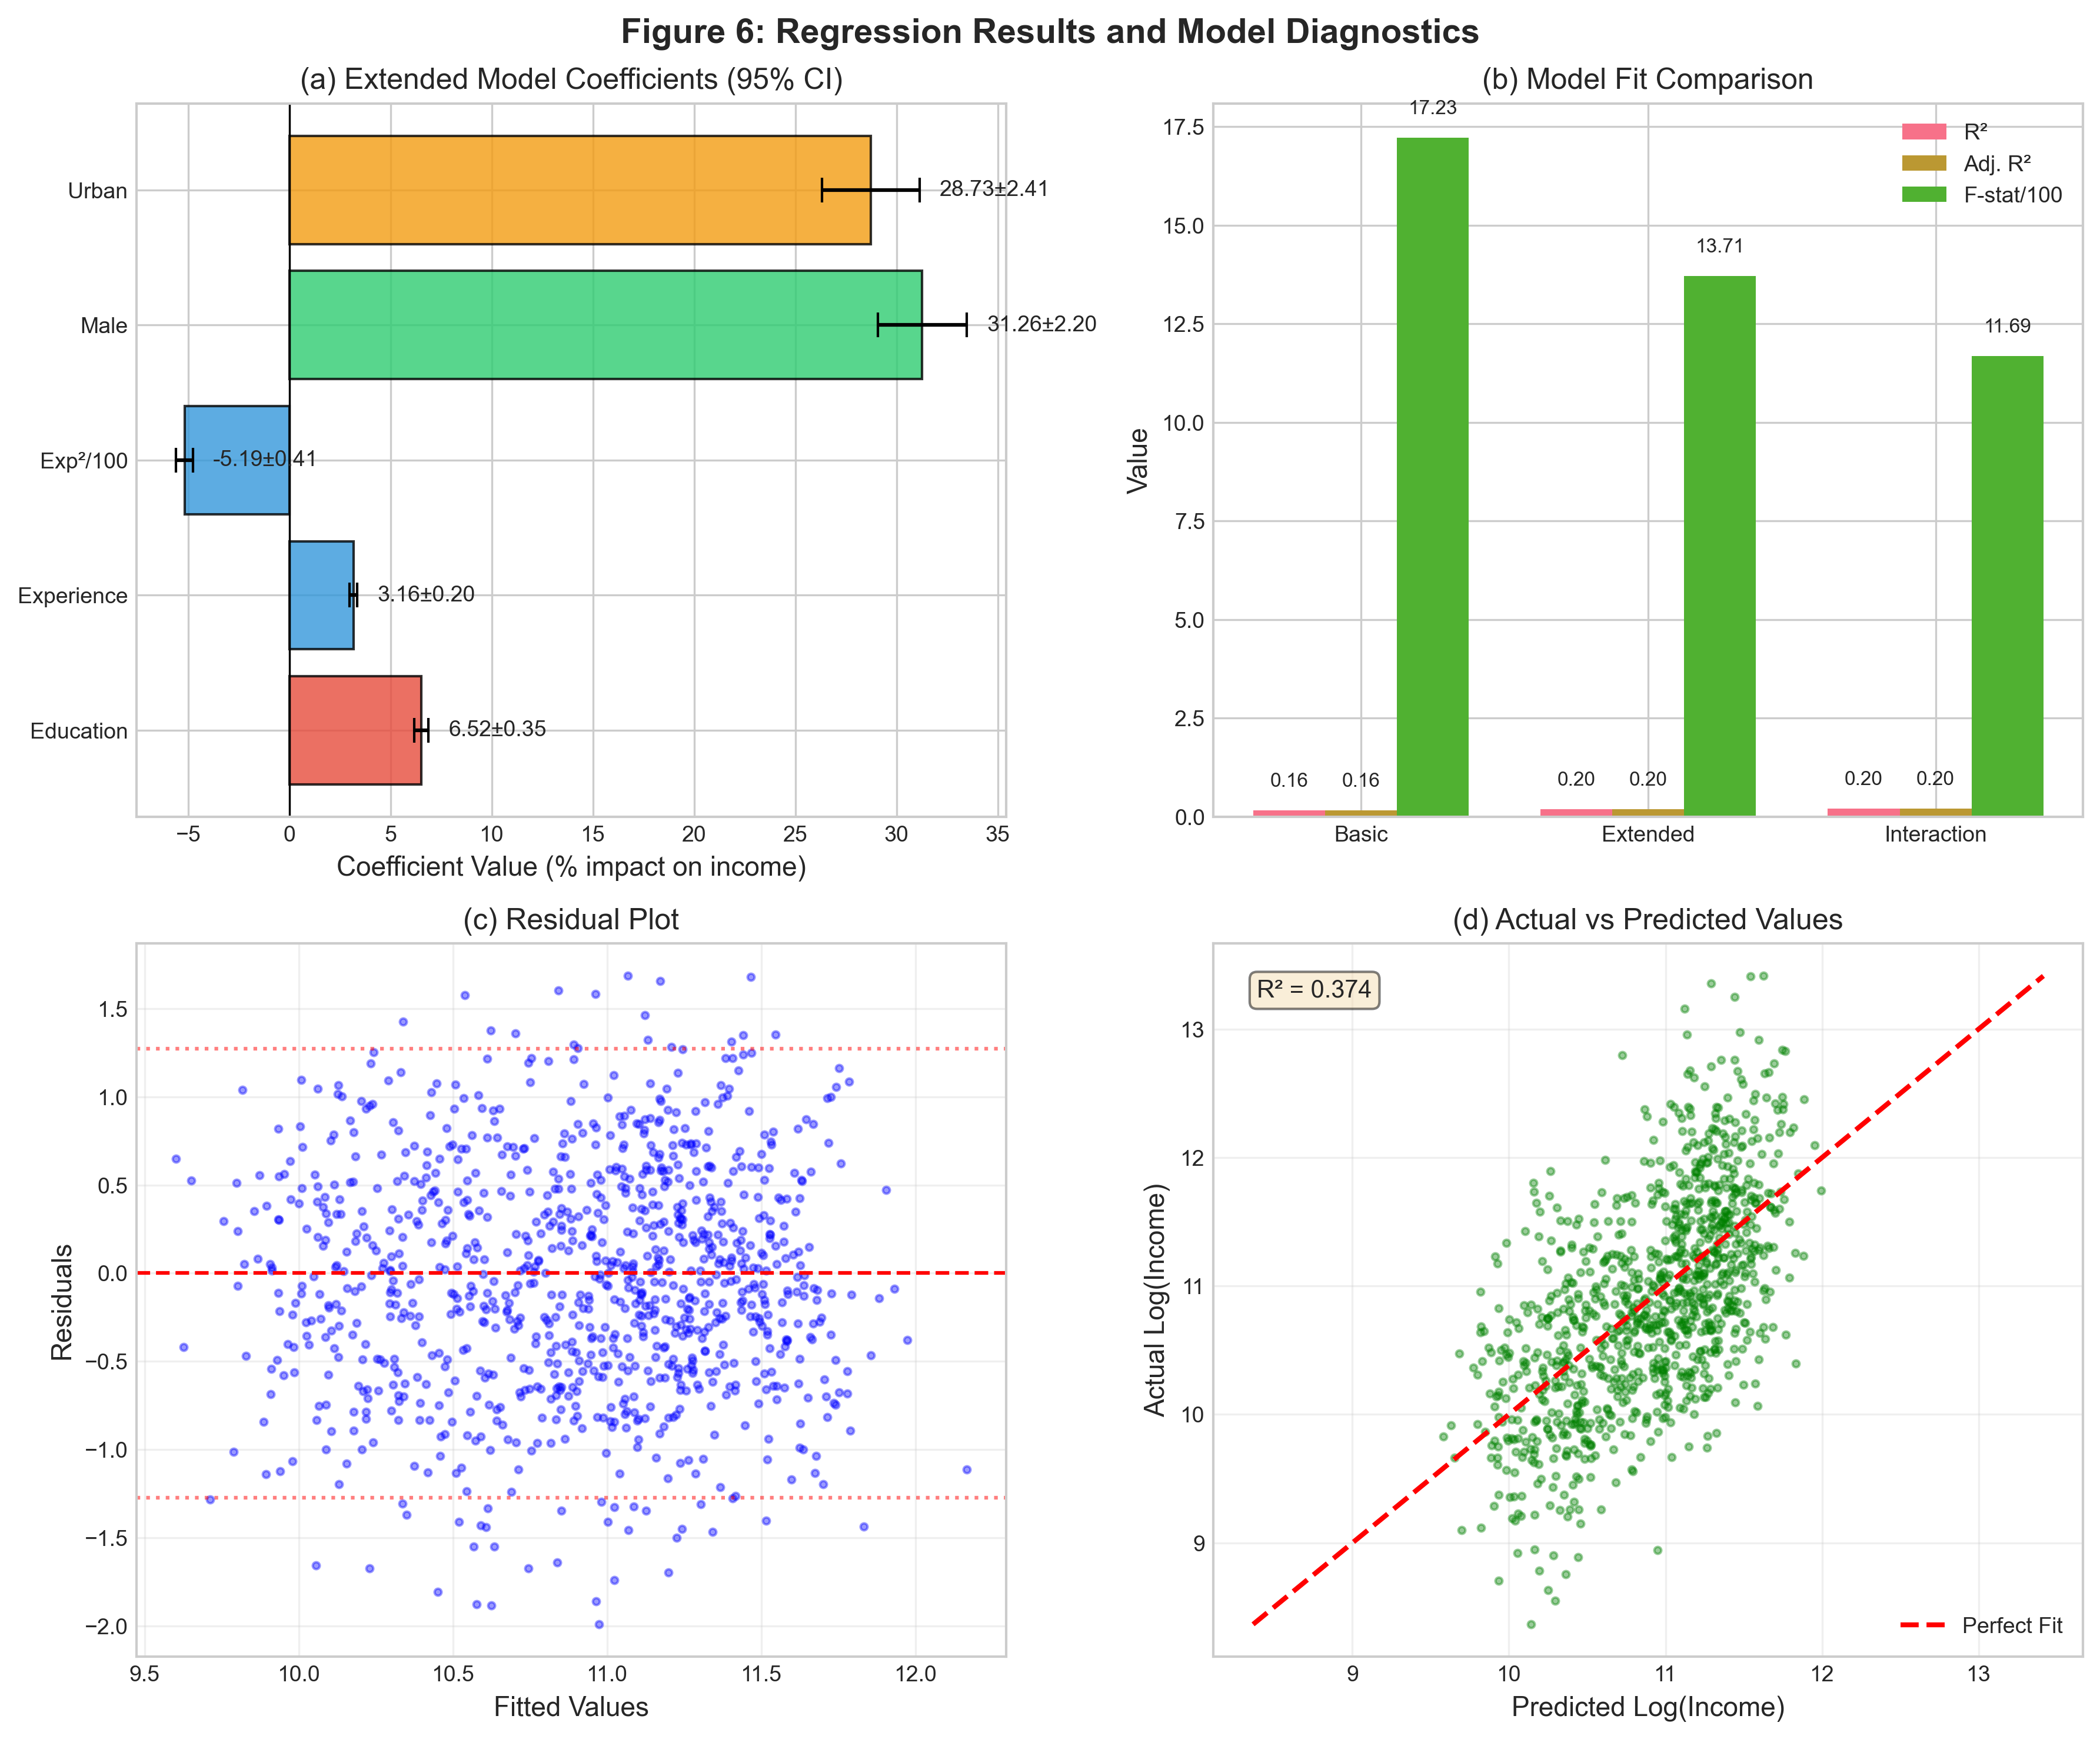 Figure 6: Regression Results and Model Diagnostics
(a) Extended Model Coefficients (95% CI)
Urban
Male
Exp²/100
Experience
Education
28.73±2.41
31.26±2.20
-5.19±0.41
3.16±0.20
6.52±0.35
−5 0 5 10 15 20 25 30 35
Coefficient Value (% impact on income)
(b) Model Fit Comparison
Value
17.5
15.0
12.5
10.0
7.5
5.0
2.5
0.0
R²
Adj. R²
F-stat/100
17.23
13.71
11.69
0.16 0.16 0.20 0.20 0.20 0.20
Basic Extended Interaction
(c) Residual Plot
Residuals
1.5
1.0
0.5
0.0
−0.5
−1.0
−1.5
−2.0
9.5 10.0 10.5 11.0 11.5 12.0
Fitted Values
(d) Actual vs Predicted Values
R² = 0.374
Actual Log(Income)
13
12
11
10
9
Perfect Fit
9 10 11 12 13
Predicted Log(Income)